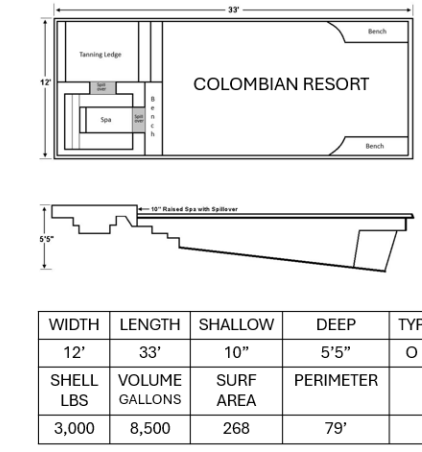 33'
Bench
Tanning Ledge
Spill over
12'
COLOMBIAN RESORT
Bench
Spa
Spill over
Bench
10" Raised Spa with Spillover
5'5"
WIDTH LENGTH SHALLOW DEEP TYP
12’ 33’ 10” 5’5” O
SHELL LBS VOLUME GALLONS SURF AREA PERIMETER
3,000 8,500 268 79’